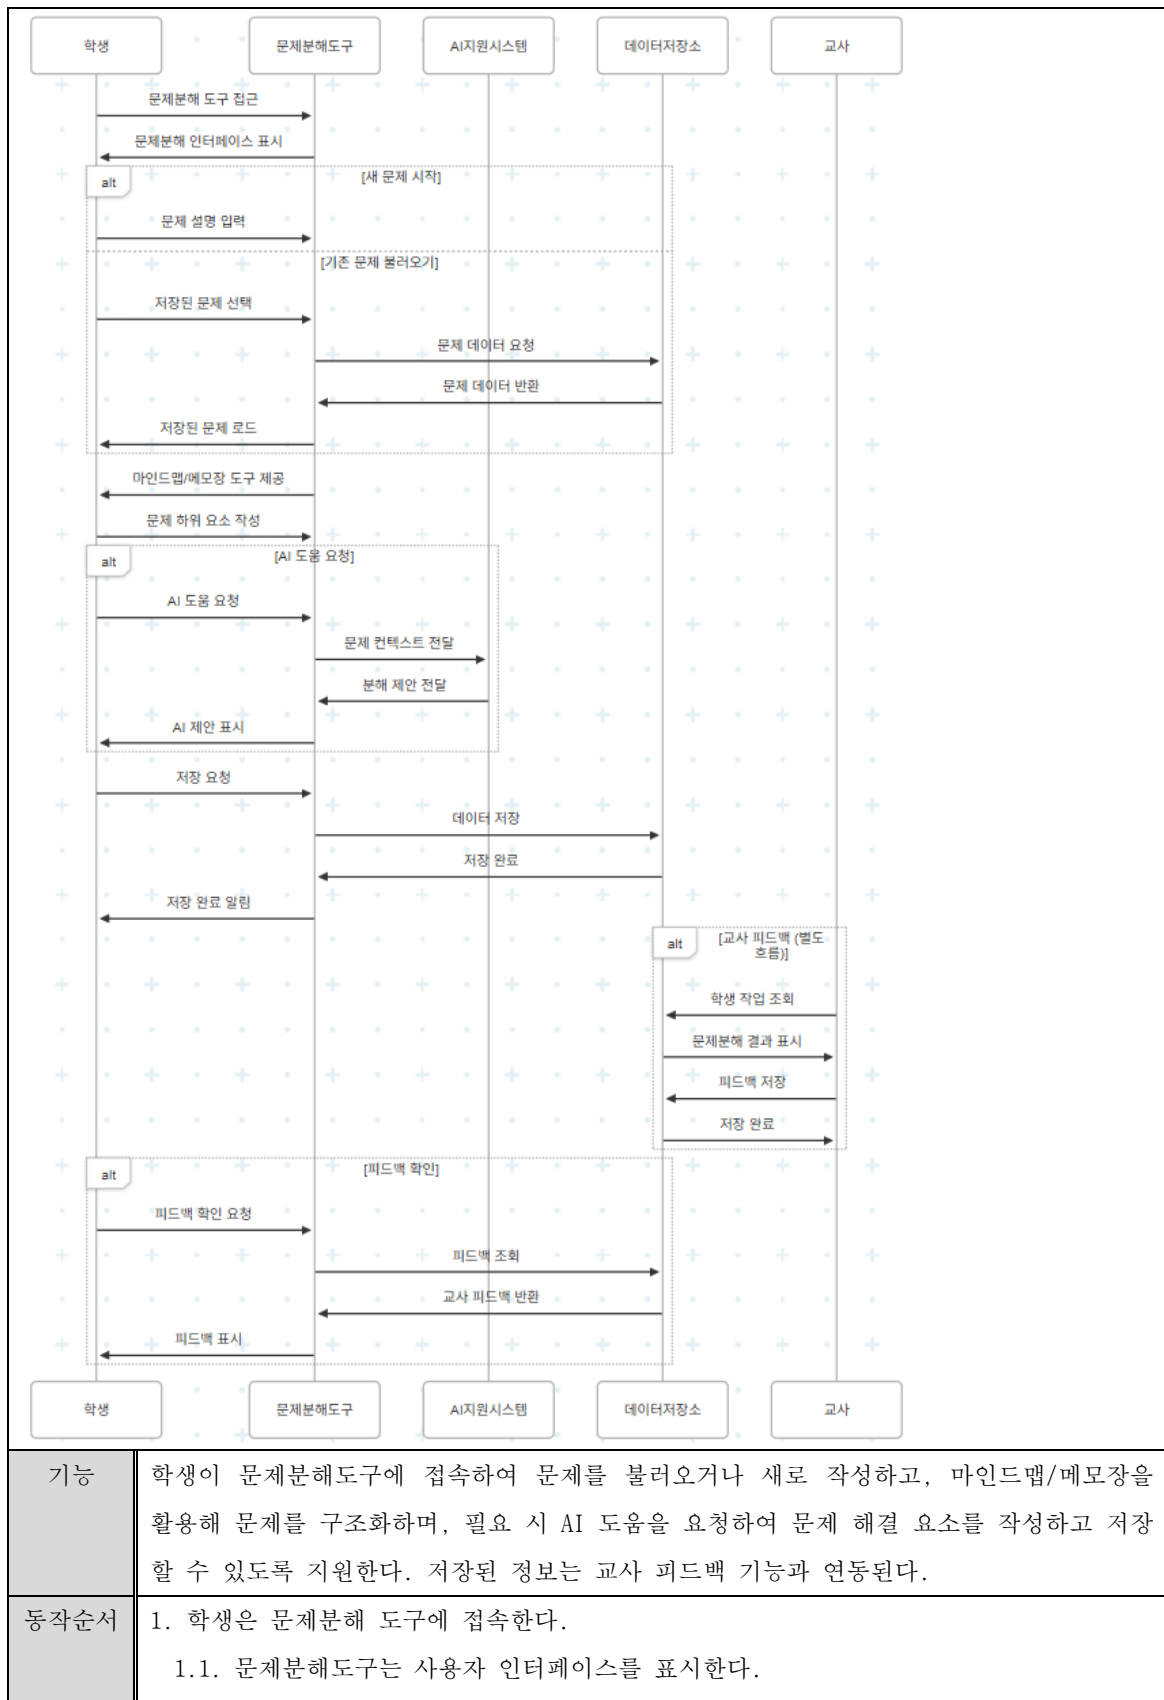 학생 문제분해도구 AI지원시스템 데이터저장소 교사
문제분해 도구 접근
문제분해 인터페이스 표시
alt [새 문제 시작]
문제 설명 입력
[기존 문제 불러오기]
저장된 문제 선택
문제 데이터 요청
문제 데이터 반환
저장된 문제 로드
마인드맵/메모장 도구 제공
문제 하위 요소 작성
alt [AI 도움 요청]
AI 도움 요청
문제 컨텍스트 전달
분해 제안 전달
AI 제안 표시
저장 요청
데이터 저장
저장 완료
저장 완료 알림
alt [교사 피드백 (별도
흐름)]
학생 작업 조회
문제분해 결과 표시
피드백 저장
저장 완료
alt [피드백 확인]
피드백 확인 요청
피드백 조회
교사 피드백 반환
피드백 표시
학생 문제분해도구 AI지원시스템 데이터저장소 교사
기능 학생이 문제분해도구에 접속하여 문제를 불러오거나 새로 작성하고, 마인드맵/메모장을
활용해 문제를 구조화하며, 필요 시 AI 도움을 요청하여 문제 해결 요소를 작성하고 저장
할 수 있도록 지원한다. 저장된 정보는 교사 피드백 기능과 연동된다.
동작순서 1. 학생은 문제분해 도구에 접속한다.
1.1. 문제분해도구는 사용자 인터페이스를 표시한다.